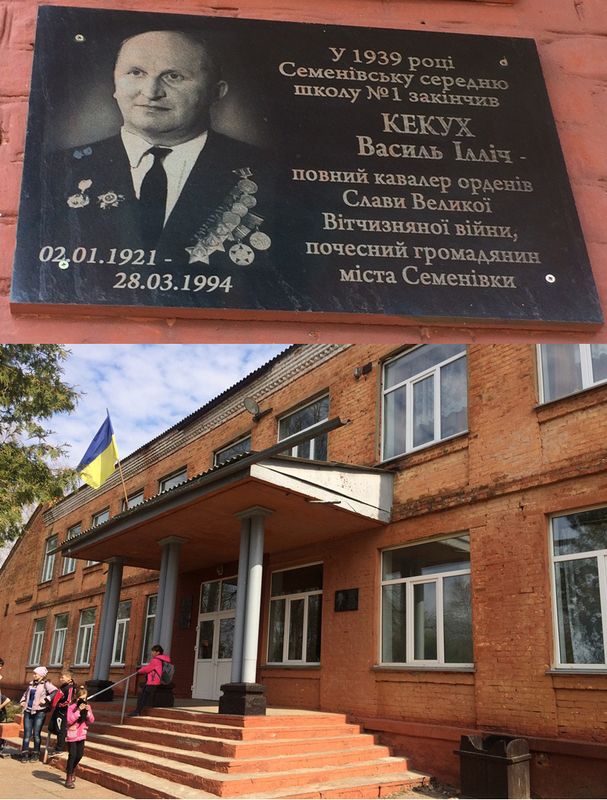 У 1939 році
Семенівську середню
школу №1 закінчив
КЕКУХ
Василь Ілліч -
повний кавалер орденів
Слави Великої
Вітчизняної війни,
почесний громадянин
міста Семенівки
02.01.1921 -
28.03.1994